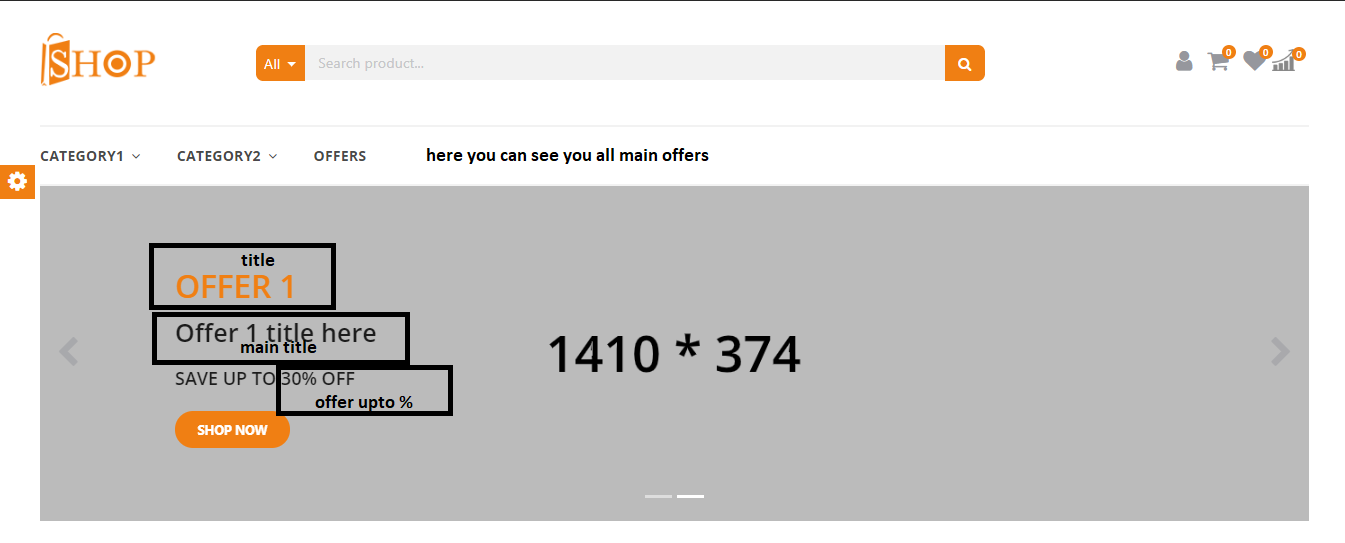 SHOP
All
Search product...
0
0
0
CATEGORY1
CATEGORY2
OFFERS
here you can see you all main offers
title
OFFER 1
Offer 1 title here
main title
1410 * 374
SAVE UP TO 30% OFF
offer upto %
SHOP NOW